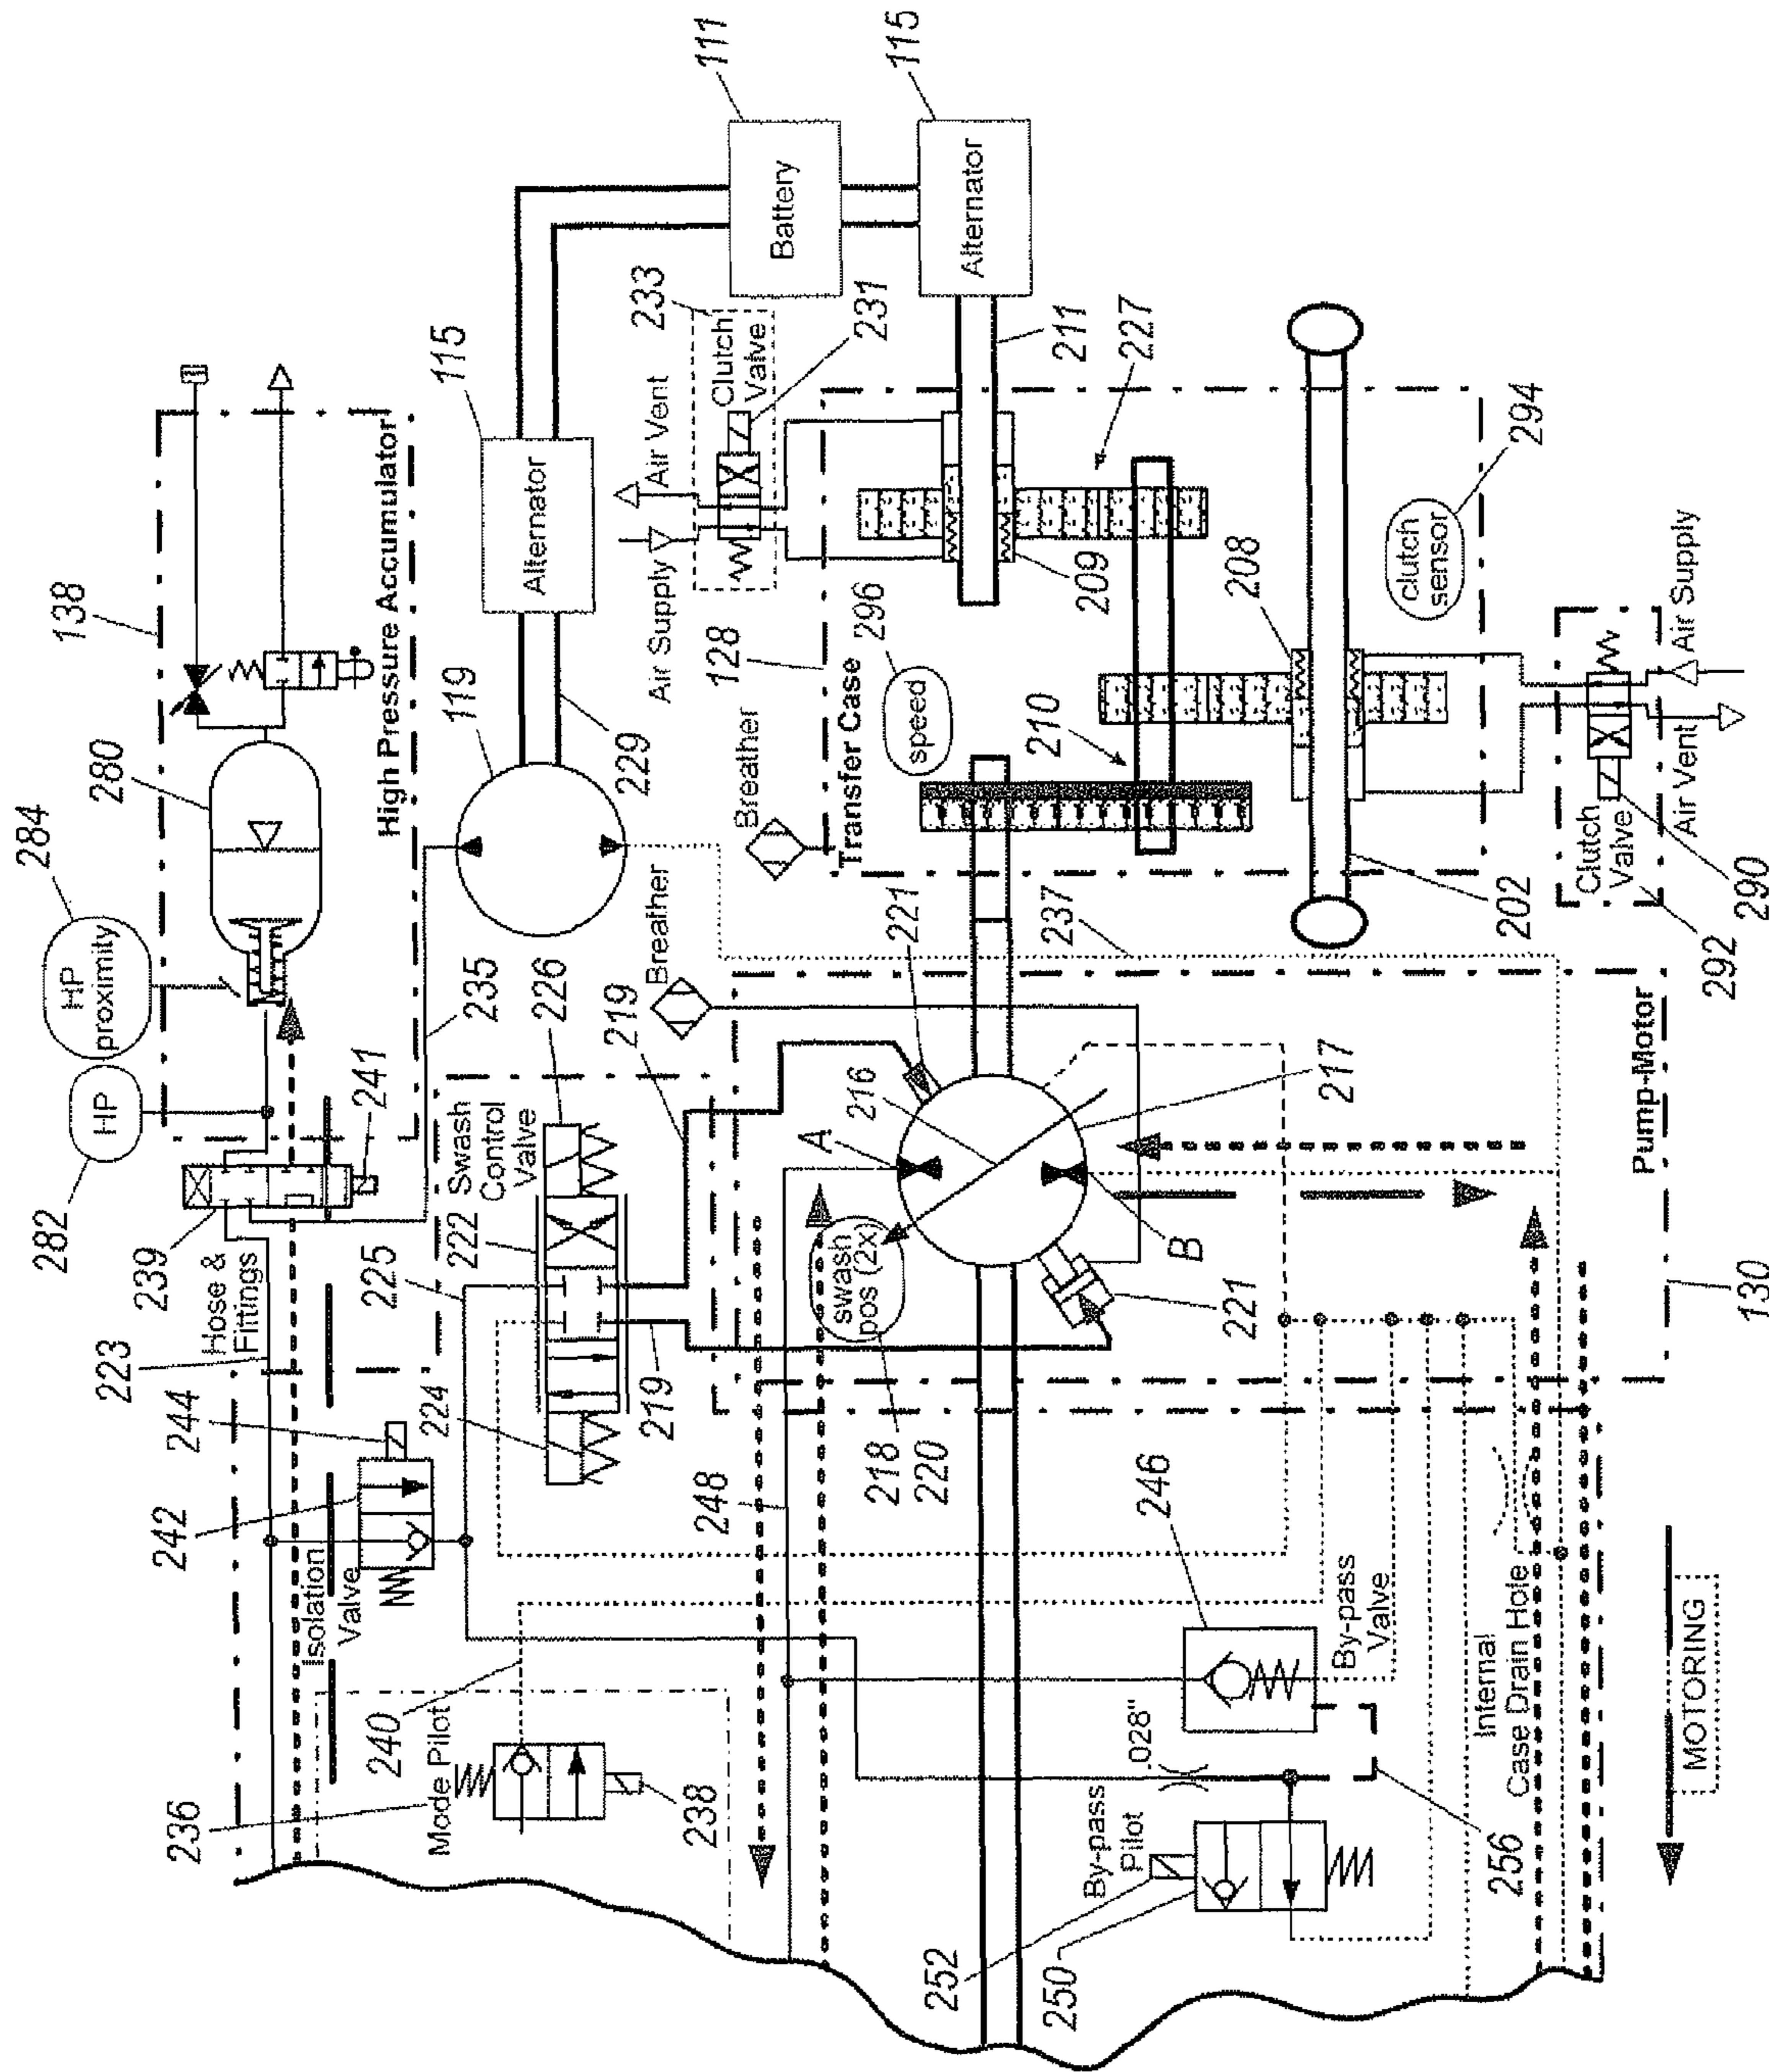 138
High Pressure Accumulator
280
284
HP
proximity
HP
282
239
241
235
Hose &
Fittings
223
244
242
Isolation
Valve
236
Mode Pilot
240
238
225
222
Swash
Control
Valve
226
224
219
219
119
229
115
Alternator
111
Battery
115
Alternator
233
Clutch
Valve
231
Air Vent
Air Supply
211
227
209
128
Transfer Case
296
speed
210
Breather
Breather
208
clutch
sensor
294
202
Clutch
Valve
Air Supply
Air Vent
290
292
237
221
216
217
A
B
swash
pos (2x)
218
220
221
Pump-Motor
130
248
246
By-pass
Valve
.028"
By-pass
Pilot
252
250
256
Internal
Case Drain Hole
MOTORING